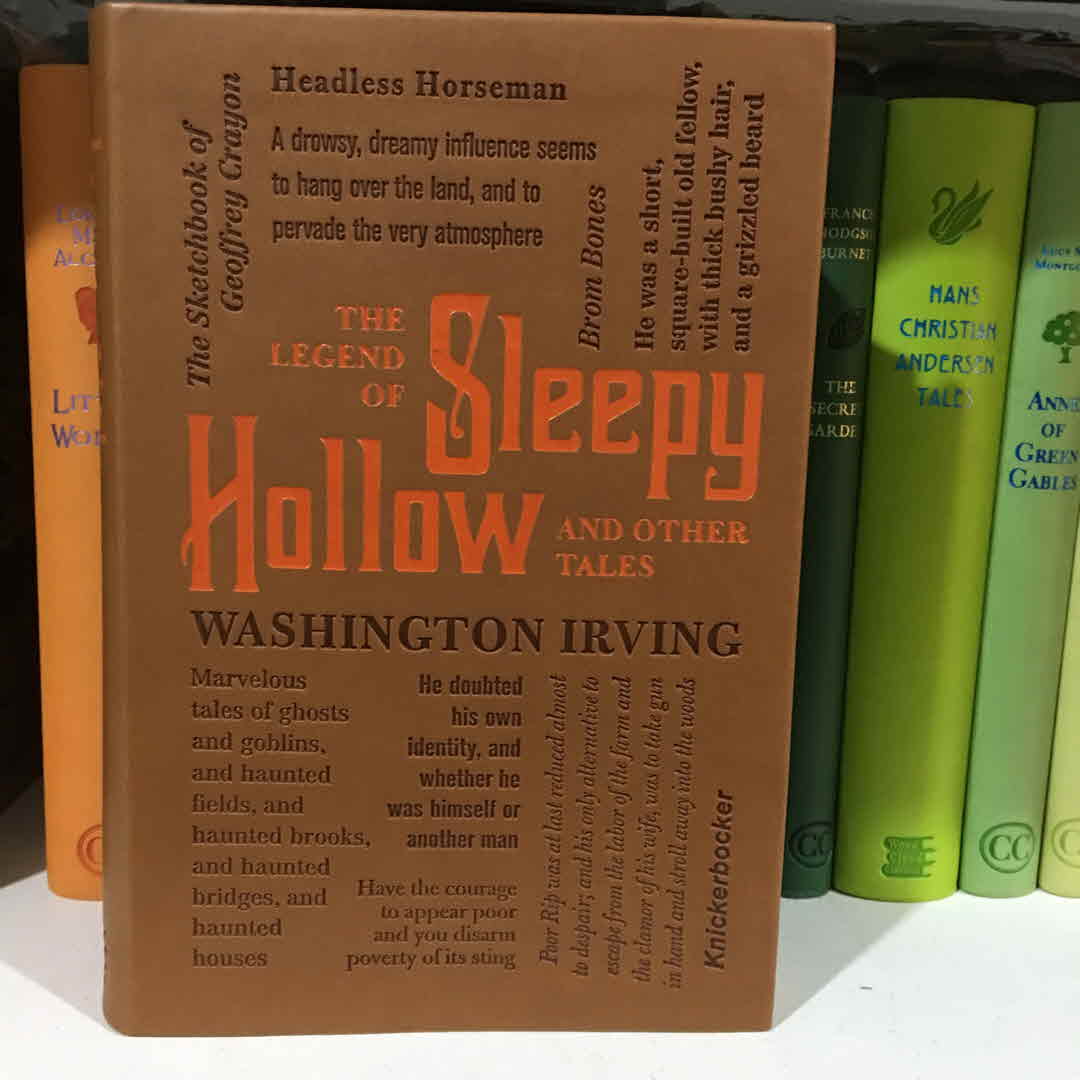 Headless Horseman
The Sketchbook of
Geoffrey Crayon
A drowsy, dreamy influence seems
to hang over the land, and to
pervade the very atmosphere
Brom Bones
He was a short,
square-built old fellow,
with thick bushy hair,
and a grizzled beard
THE
LEGEND
OF
Sleepy
Hollow
AND OTHER
TALES
WASHINGTON IRVING
Marvelous
tales of ghosts
and goblins,
and haunted
fields, and
haunted brooks,
and haunted
bridges, and
haunted
houses
He doubted
his own
identity, and
whether he
was himself or
another man
Have the courage
to appear poor
and you disarm
poverty of its sting
Poor Rip was at last reduced almost
to despair; and his only alternative to
escape from the labor of the form and
the clamor of his wife, was to take gun
in hand and stroll away into the woods
Knickerbocker
THE
HANS
CHRISTIAN
ANDERSEN
TALES
ANNE
OF
GREEN
GABLES
CC
CC